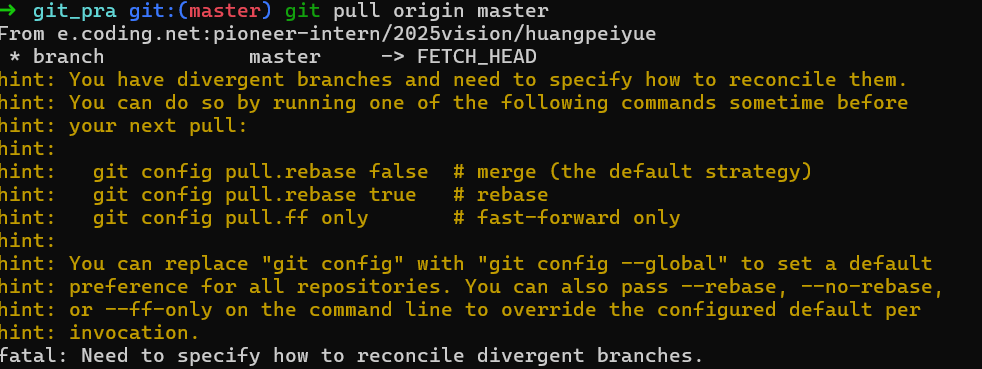 → git_pra git:(master) git pull origin master
From e.coding.net:pioneer-intern/2025vision/huangpeiyue
 * branch            master     -> FETCH_HEAD
hint: You have divergent branches and need to specify how to reconcile them.
hint: You can do so by running one of the following commands sometime before
hint: your next pull:
hint:
hint:   git config pull.rebase false  # merge (the default strategy)
hint:   git config pull.rebase true   # rebase
hint:   git config pull.ff only       # fast-forward only
hint:
hint: You can replace "git config" with "git config --global" to set a default
hint: preference for all repositories. You can also pass --rebase, --no-rebase,
hint: or --ff-only on the command line to override the configured default per
hint: invocation.
fatal: Need to specify how to reconcile divergent branches.